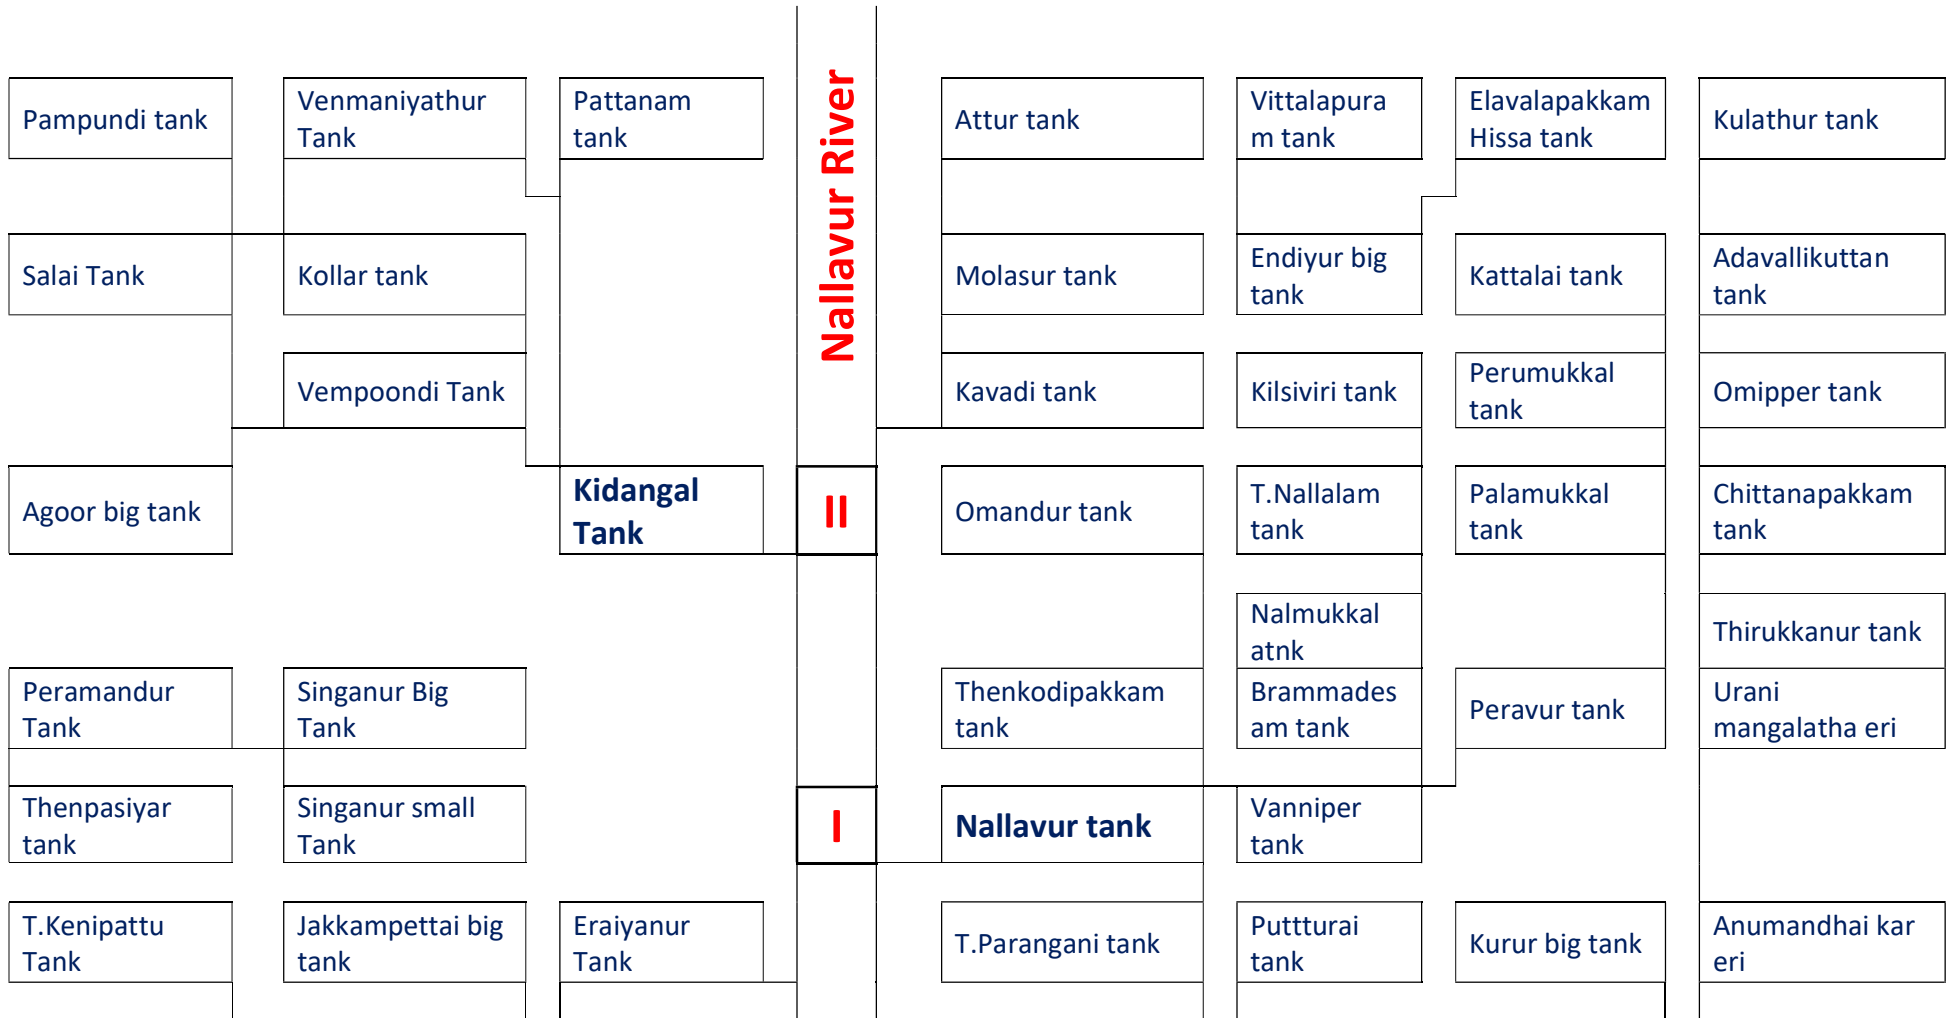 Nallavur River
Pampundi tank
Venmaniyathur
Tank
Pattanam
tank
Attur tank
Vittalapura
m tank
Elavalapakkam
Hissa tank
Kulathur tank
Salai Tank
Kollar tank
Molasur tank
Endiyur big
tank
Kattalai tank
Adavallikuttan
tank
Vempoondi Tank
Kavadi tank
Kilsiviri tank
Perumukkal
tank
Omipper tank
Agoor big tank
Kidangal
Tank
II
Omandur tank
T.Nallalam
tank
Palamukkal
tank
Chittanapakkam
tank
Nalmukkal
atnk
Thirukkanur tank
Peramandur
Tank
Singanur Big
Tank
Thenkodipakkam
tank
Brammades
am tank
Peravur tank
Urani
mangalatha eri
Thenpasiyar
tank
Singanur small
Tank
I
Nallavur tank
Vanniper
tank
T.Kenipattu
Tank
Jakkampettai big
tank
Eraiyanur
Tank
T.Parangani tank
Puttturai
tank
Kurur big tank
Anumandhai kar
eri